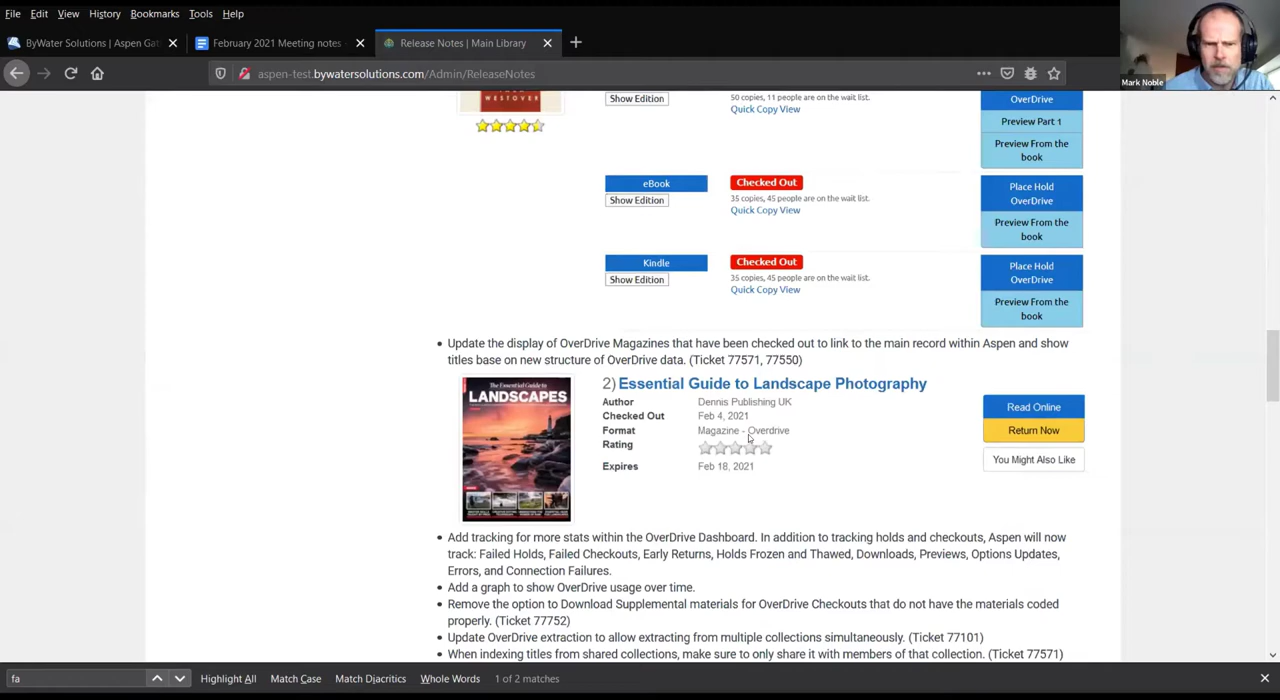 File Edit View History Bookmarks Tools Help
ByWater Solutions | Aspen Gat
February 2021 Meeting notes
Release Notes | Main Library
aspen-test.bywatersolutions.com/Admin/ReleaseNotes
Mark Noble
WESTOVER
Show Edition
50 copies, 11 people are on the wait list.
Quick Copy View
OverDrive
Preview Part 1
Preview From the
book
eBook
Show Edition
Checked Out
35 copies, 45 people are on the wait list.
Quick Copy View
Place Hold
OverDrive
Preview From the
book
Kindle
Show Edition
Checked Out
35 copies, 45 people are on the wait list.
Quick Copy View
Place Hold
OverDrive
Preview From the
book
Update the display of OverDrive Magazines that have been checked out to link to the main record within Aspen and show
titles base on new structure of OverDrive data. (Ticket 77571, 77550)
The Essential Guide to
LANDSCAPES
2) Essential Guide to Landscape Photography
Author Dennis Publishing UK
Checked Out Feb 4, 2021
Format Magazine - Overdrive
Rating
Expires Feb 18, 2021
Read Online
Return Now
You Might Also Like
Add tracking for more stats within the OverDrive Dashboard. In addition to tracking holds and checkouts, Aspen will now
track: Failed Holds, Failed Checkouts, Early Returns, Holds Frozen and Thawed, Downloads, Previews, Options Updates,
Errors, and Connection Failures.
Add a graph to show OverDrive usage over time.
Remove the option to Download Supplemental materials for OverDrive Checkouts that do not have the materials coded
properly. (Ticket 77752)
Update OverDrive extraction to allow extracting from multiple collections simultaneously. (Ticket 77101)
When indexing titles from shared collections, make sure to only share it with members of that collection. (Ticket 77571)
fa
Highlight All Match Case Match Diacritics Whole Words 1 of 2 matches